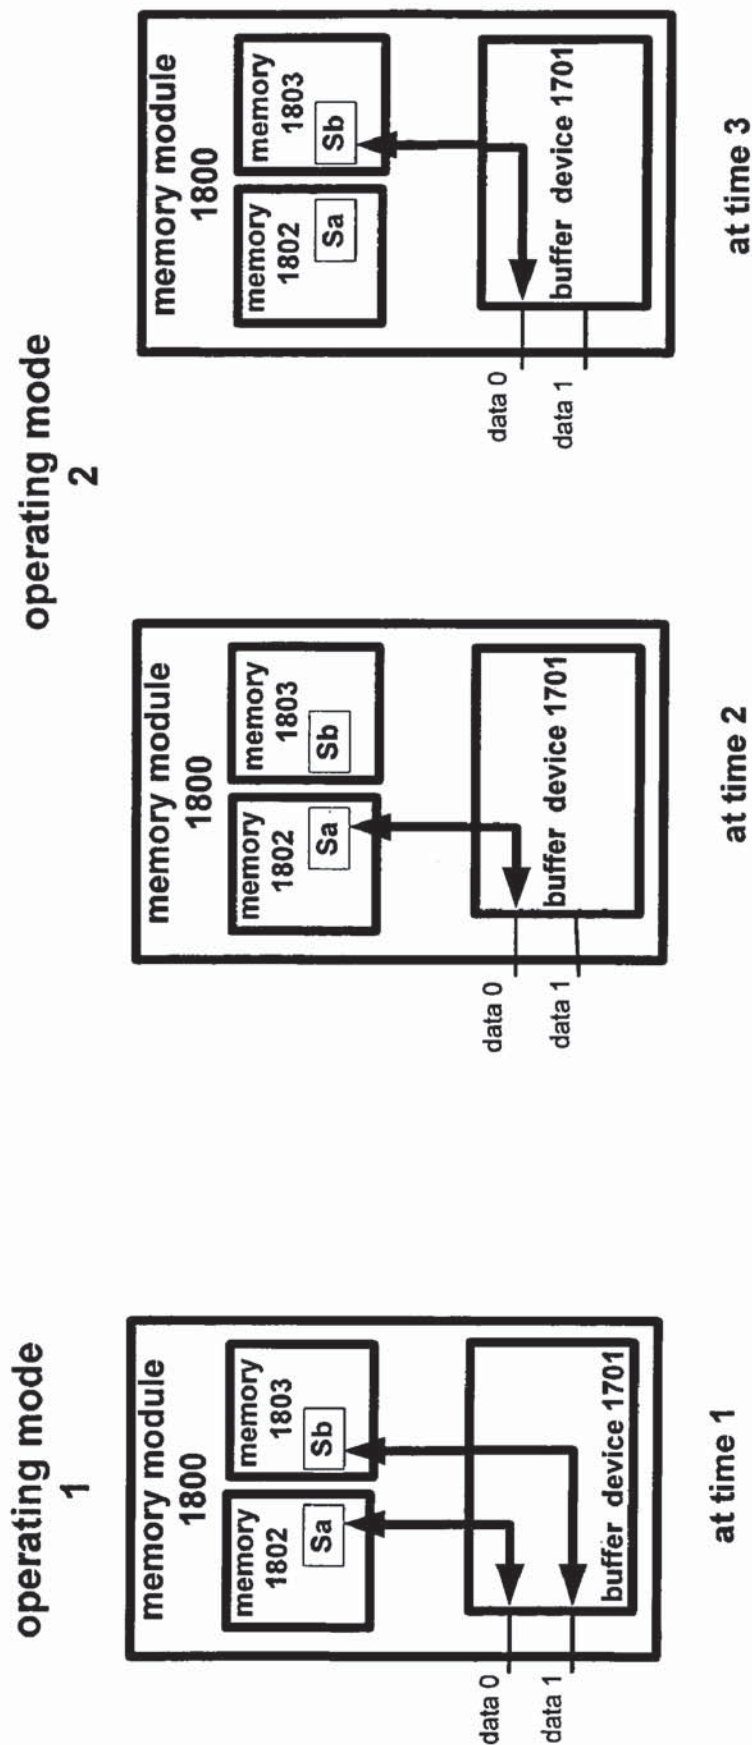 operating mode
1
memory module
1800
memory
1802
Sa
memory
1803
Sb
data 0
data 1
buffer device 1701
at time 1
operating mode
2
memory module
1800
memory
1802
Sa
memory
1803
Sb
data 0
data 1
buffer device 1701
at time 2
memory module
1800
memory
1802
Sa
memory
1803
Sb
data 0
data 1
buffer device 1701
at time 3